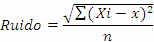 Ruido = √∑(Xi − x)² / n